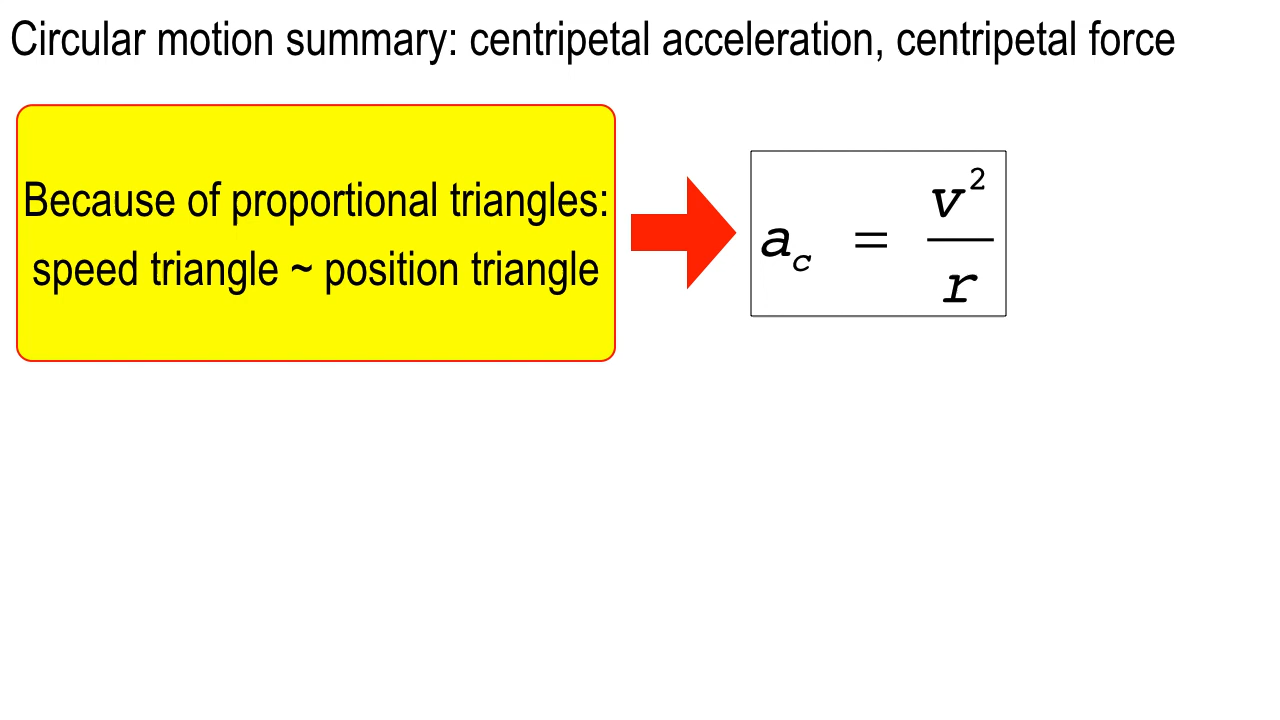 Circular motion summary: centripetal acceleration, centripetal force
Because of proportional triangles:
speed triangle ~ position triangle
a_c = v^2/r